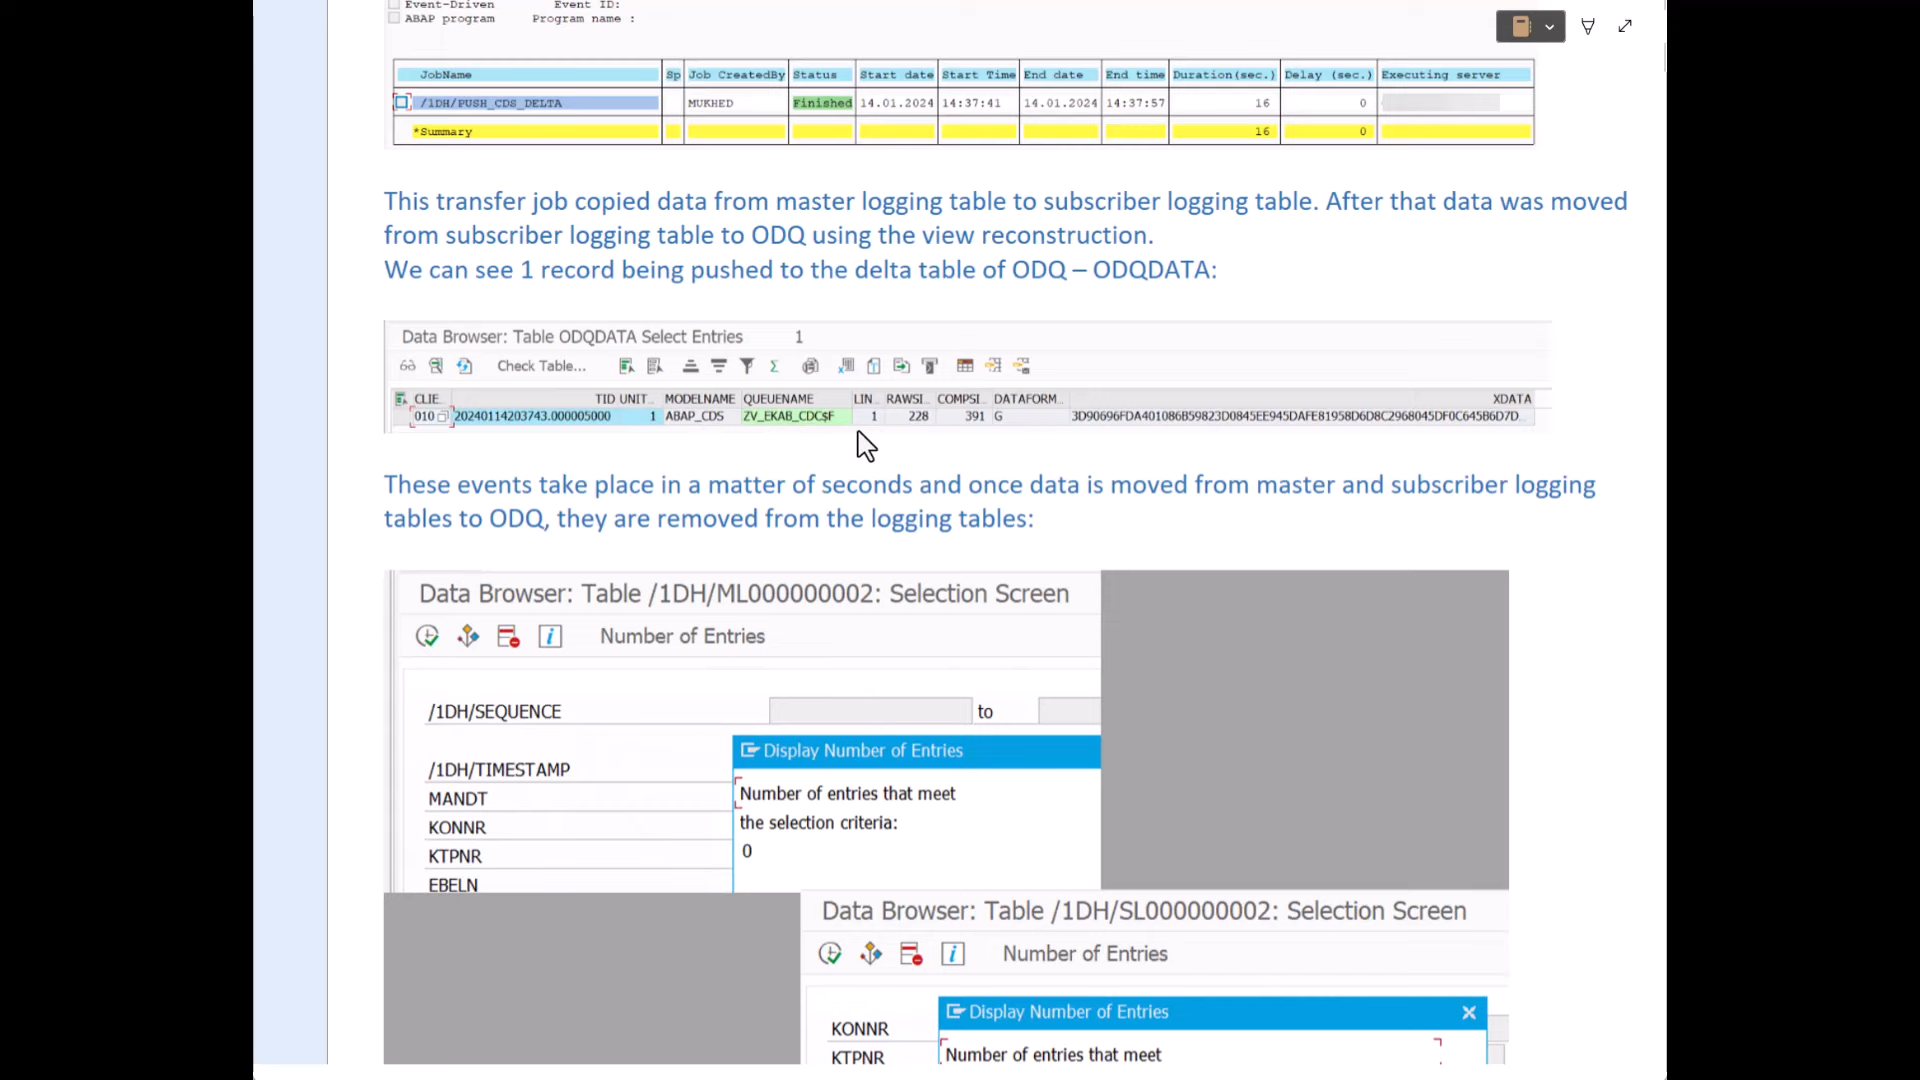 Event-Driven Event ID:
ABAP program Program name :
JobName Sp Job CreatedBy Status Start date Start Time End date End time Duration(sec.) Delay (sec.) Executing server
/1DH/PUSH_CDS_DELTA MUKHED Finished 14.01.2024 14:37:41 14.01.2024 14:37:57 16 0
*Summary 16 0
This transfer job copied data from master logging table to subscriber logging table. After that data was moved
from subscriber logging table to ODQ using the view reconstruction.
We can see 1 record being pushed to the delta table of ODQ – ODQDATA:
Data Browser: Table ODQDATA Select Entries 1
Check Table...
CLIE.. TID UNIT.. MODELNAME QUEUENAME LIN.. RAWSI.. COMPSI.. DATAFORM.. XDATA
010 20240114203743.000005000 1 ABAP_CDS ZV_EKAB_CDC$F 1 228 391 G 3D90696FDA401086B59823D0845EE945DAFE81958D6D8C2968045DF0C645B6D7D...
These events take place in a matter of seconds and once data is moved from master and subscriber logging
tables to ODQ, they are removed from the logging tables:
Data Browser: Table /1DH/ML000000002: Selection Screen
Number of Entries
/1DH/SEQUENCE to
Display Number of Entries
/1DH/TIMESTAMP
MANDT
KONNR
KTPNR
EBELN
Number of entries that meet
the selection criteria:
0
Data Browser: Table /1DH/SL000000002: Selection Screen
Number of Entries
Display Number of Entries
KONNR
KTPNR
Number of entries that meet